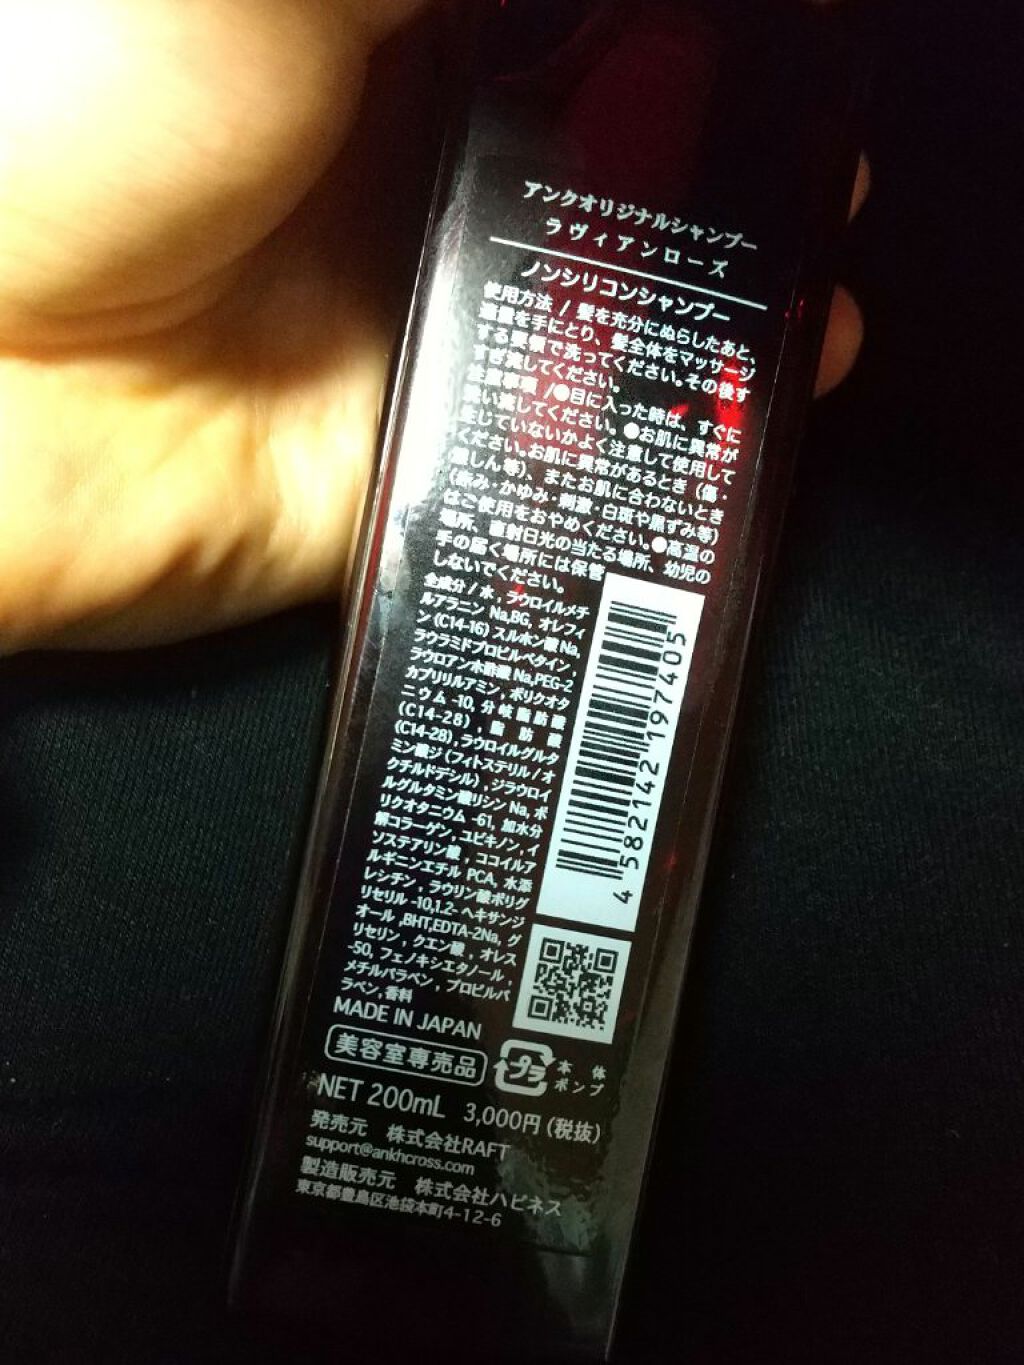 アンクオリジナルシャンプー
ラヴィアンローズ
ノンシリコンシャンプー
使用方法 / 髪を充分にぬらしたあと、
適量を手にとり、髪全体をマッサージ
する要領で洗ってください。その後す
すぎ流してください。
注意事項 /●目に入った時は、すぐに
洗い流してください。●お肌に異常が
生じていないかよく注意して使用して
ください。お肌に異常があるとき（傷・
湿しん等）、またお肌に合わないとき
（赤み・かゆみ・刺激・白斑や黒ずみ等）
はご使用をおやめください。●高温の
場所、直射日光の当たる場所、幼児の
手の届く場所には保管
しないでください。
全成分 / 水 , ラウロイルメチ
ルアラニン Na,BG, オレフィ
ン (C14-16) スルホン酸 Na,
ラウラミドプロピルベタイン ,
ラウロアンホ酢酸 Na,PEG-2
カプリリルアミン , ポリクオタ
ニウム -10, 分岐脂肪酸
(C14-28) , 脂肪酸
(C14-28), ラウロイルグルタ
ミン酸ジ (フィトステリル / オ
クチルドデシル) , ジラウロイ
ルグルタミン酸リシン Na, ポ
リクオタニウム -61, 加水分
解コラーゲン , ユビキノン , イ
ソステアリン酸 , ココイルア
ルギニンエチル PCA, 水添
レシチン , ラウリン酸ポリグ
リセリル -10,1.2- ヘキサンジ
オール ,BHT,EDTA-2Na, グ
リセリン , クエン酸 , オレス
-50, フェノキシエタノール ,
メチルパラベン , プロピルパ
ラベン , 香料
4 582142 197405
MADE IN JAPAN
美容室専売品
プラ
本体
ポンプ
NET 200mL 3,000円 (税抜)
発売元 株式会社RAFT
support@ankhcross.com
製造販売元 株式会社ハピネス
東京都豊島区池袋本町4-12-6